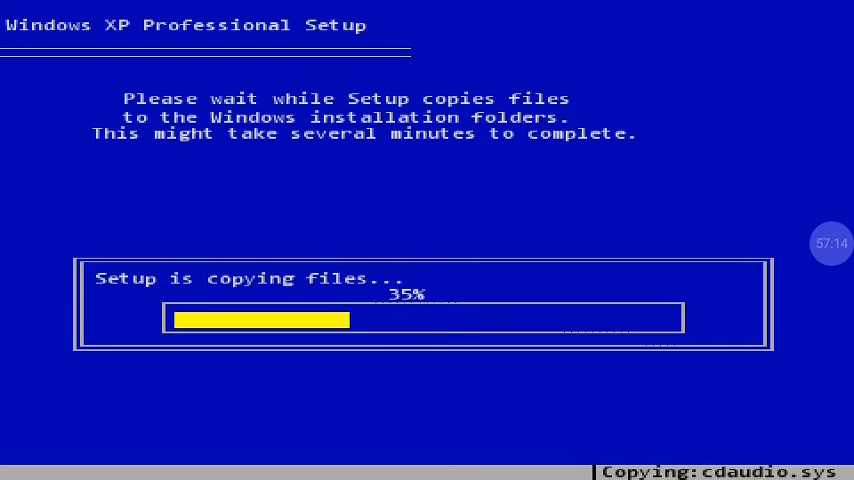 Windows XP Professional Setup
Please wait while Setup copies files
to the Windows installation folders.
This might take several minutes to complete.
57:14
Setup is copying files...
35%
Copying:cdaudio.sys